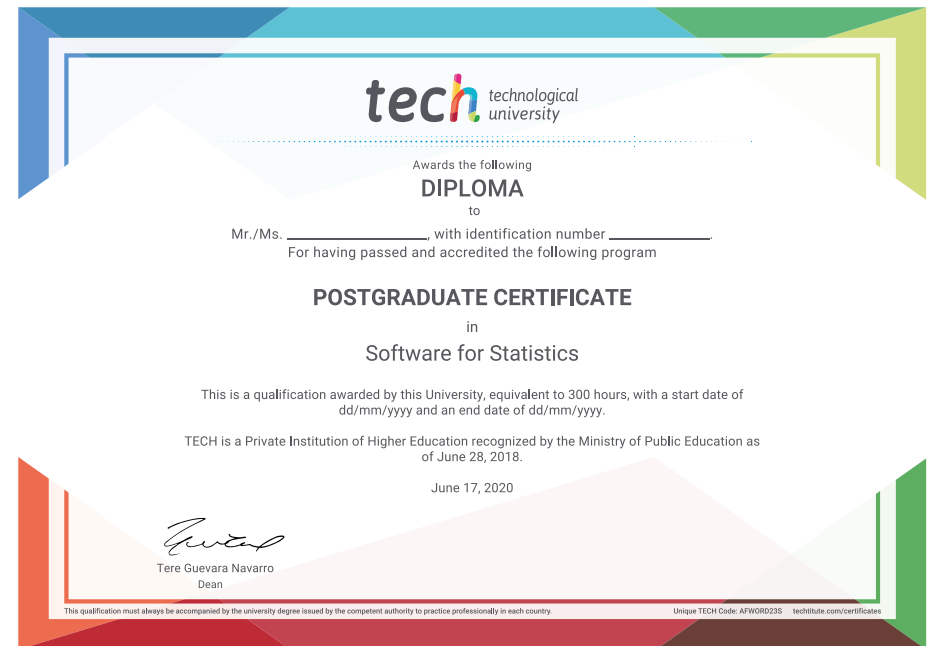 tech technological
university
Awards the following
DIPLOMA
to
Mr./Ms. ____________________, with identification number ______________.
For having passed and accredited the following program
POSTGRADUATE CERTIFICATE
in
Software for Statistics
This is a qualification awarded by this University, equivalent to 300 hours, with a start date of
dd/mm/yyyy and an end date of dd/mm/yyyy.
TECH is a Private Institution of Higher Education recognized by the Ministry of Public Education as
of June 28, 2018.
June 17, 2020
Tere Guevara Navarro
Dean
This qualification must always be accompanied by the university degree issued by the competent authority to practice professionally in each country. Unique TECH Code: AFWORD23S techtitute.com/certificates